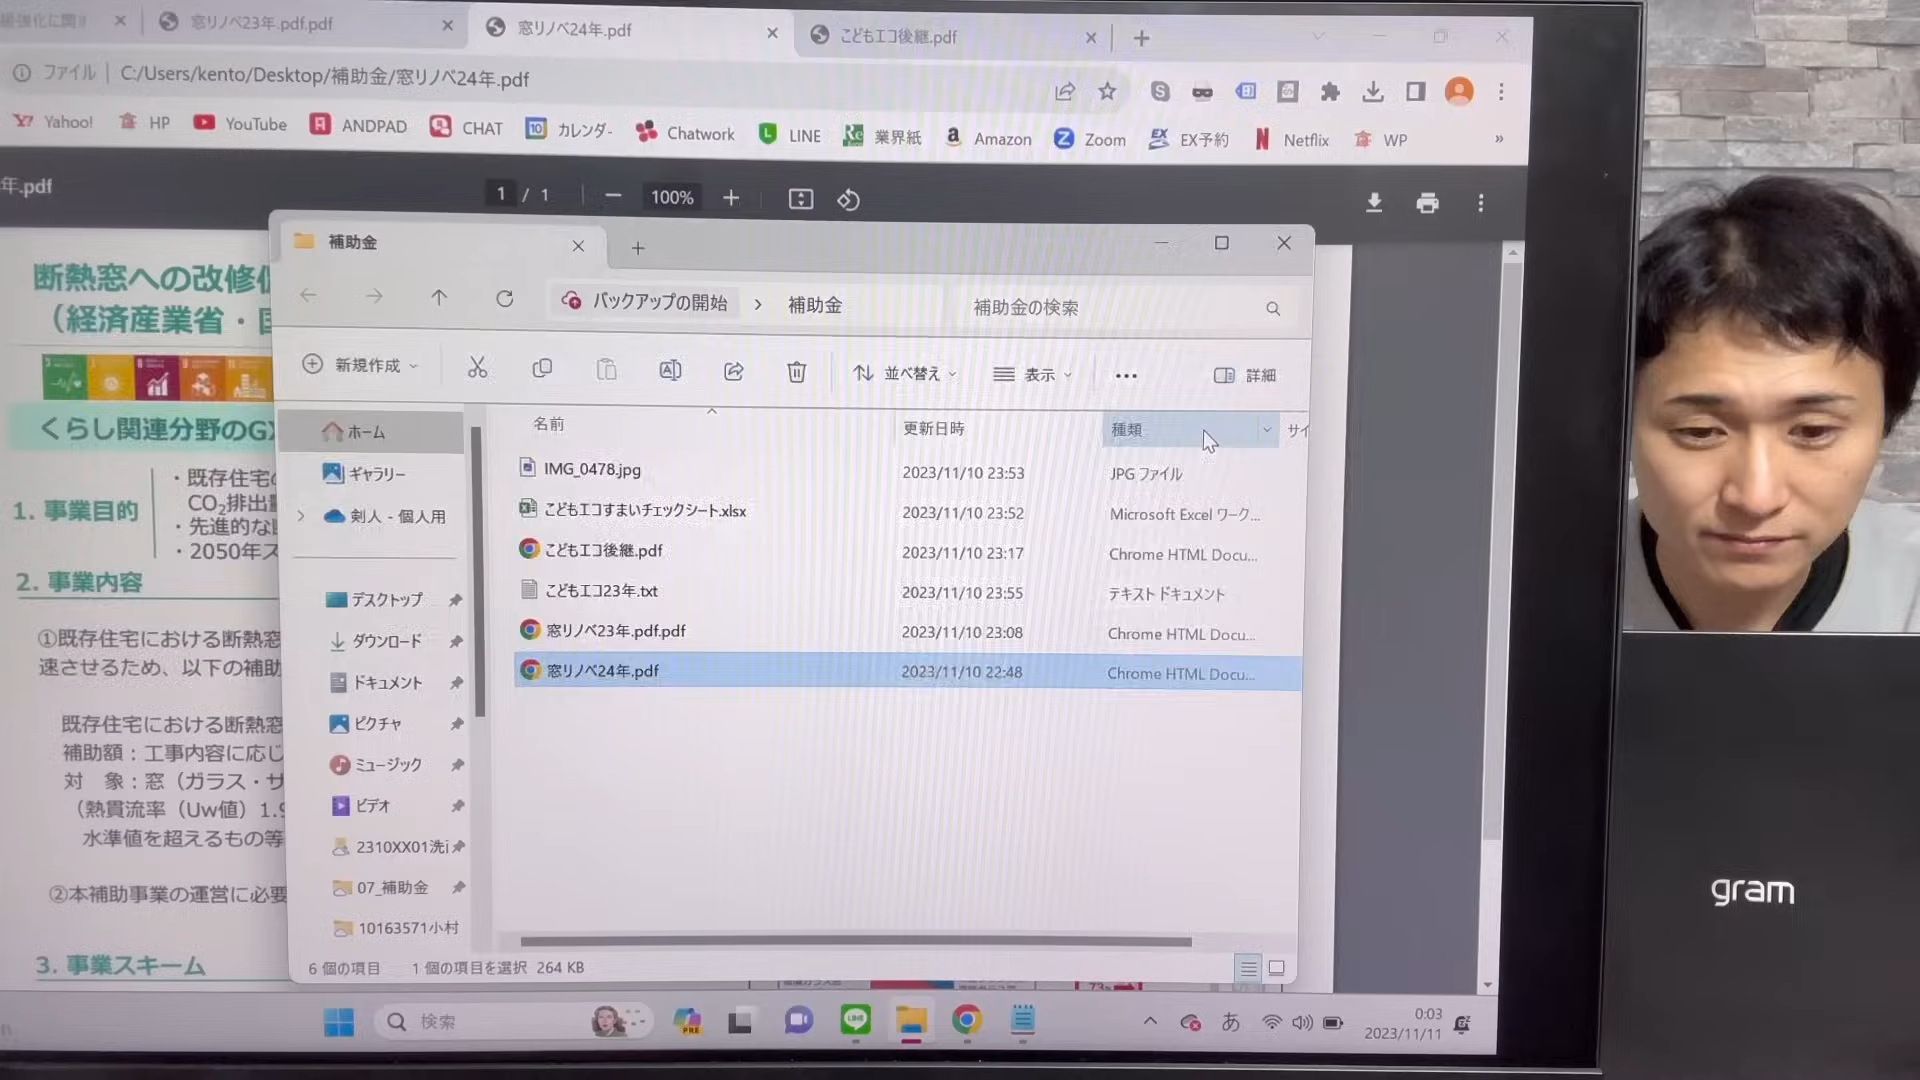 窓リノベ23年.pdf.pdf
窓リノベ24年.pdf
こどもエコ後継.pdf
ファイル
C:/Users/kento/Desktop/補助金/窓リノベ24年.pdf
Yahoo!
HP
YouTube
ANDPAD
CHAT
カレンダ-
Chatwork
LINE
業界紙
Amazon
Zoom
EX予約
Netflix
WP
»
年.pdf
1 / 1
100%
補助金
バックアップの開始 › 補助金
補助金の検索
新規作成
並べ替え
表示
詳細
名前
更新日時
種類
サイ
IMG_0478.jpg 2023/11/10 23:53 JPG ファイル
こどもエコすまいチェックシート.xlsx 2023/11/10 23:52 Microsoft Excel ワーク...
こどもエコ後継.pdf 2023/11/10 23:17 Chrome HTML Docu...
こどもエコ23年.txt 2023/11/10 23:55 テキスト ドキュメント
窓リノベ23年.pdf.pdf 2023/11/10 23:08 Chrome HTML Docu...
窓リノベ24年.pdf 2023/11/10 22:48 Chrome HTML Docu...
ホーム
ギャラリー
剣人 - 個人用
デスクトップ
ダウンロード
ドキュメント
ピクチャ
ミュージック
ビデオ
2310XX01洗i
07_補助金
10163571小村
6 個の項目
1 個の項目を選択 264 KB
断熱窓への改修
（経済産業省・
くらし関連分野のGX
1. 事業目的
・既存住宅の
CO₂排出量
・先進的な
・2050年ス
2. 事業内容
①既存住宅における断熱窓
速させるため、以下の補助
既存住宅における断熱窓
補助額：工事内容に応じ
対 象：窓（ガラス・サ
（熱貫流率（Uw値）1.9
水準値を超えるもの等
②本補助事業の運営に必要
3. 事業スキーム
検索
PRE
LINE
あ
0:03
2023/11/11
gram